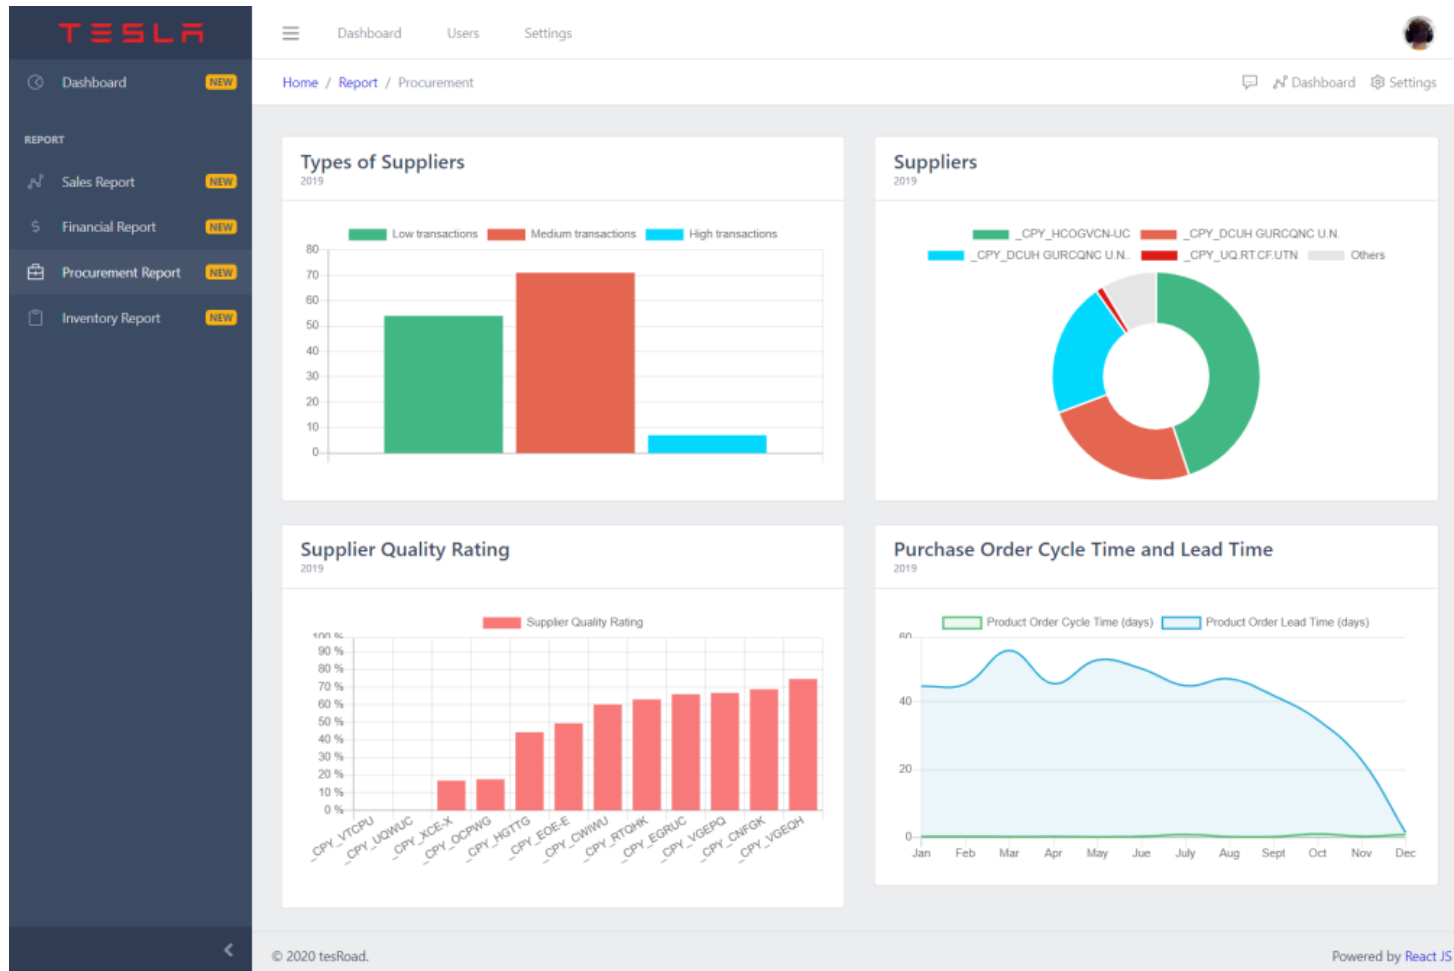 TESLA
Dashboard Users Settings
Dashboard NEW
Home / Report / Procurement
Dashboard Settings
REPORT
Sales Report NEW
Financial Report NEW
Procurement Report NEW
Inventory Report NEW
Types of Suppliers
2019
Low transactions Medium transactions High transactions
80
70
60
50
40
30
20
10
0
Suppliers
2019
_CPY_HCOGVCN-UC _CPY_DCUH GURCQNC U.N.
_CPY_DCUH GURCQNC U.N.. _CPY_UQ.RT.CF.UTN Others
Supplier Quality Rating
2019
Supplier Quality Rating
100 %
90 %
80 %
70 %
60 %
50 %
40 %
30 %
20 %
10 %
0 %
_CPY_VTCPU _CPY_UQWUC _CPY_XCE-X _CPY_OCPWG _CPY_HGTTG _CPY_EOE-E _CPY_CWIWU _CPY_RTQHK _CPY_EGRUC _CPY_VGEPQ _CPY_CNFGK _CPY_VGEQH
Purchase Order Cycle Time and Lead Time
2019
Product Order Cycle Time (days) Product Order Lead Time (days)
60
40
20
0
Jan Feb Mar Apr May Jue July Aug Sept Oct Nov Dec
© 2020 tesRoad.
Powered by React JS